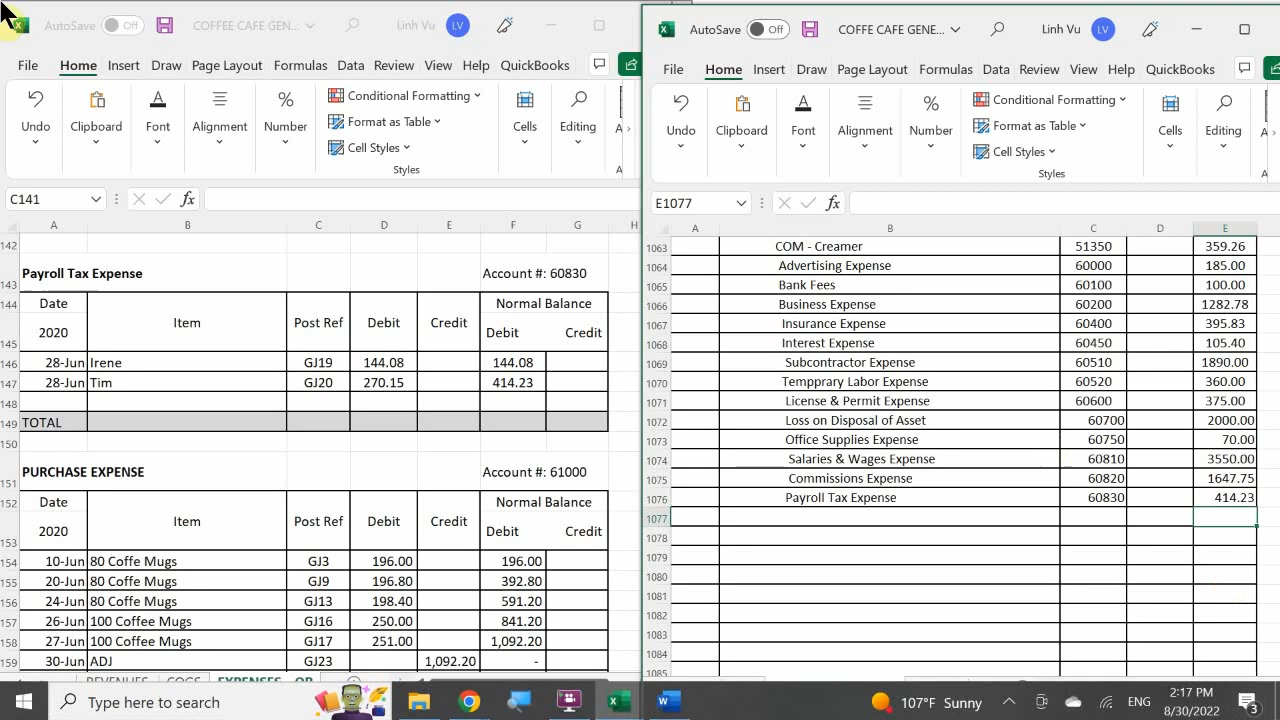 AutoSave Off COFFEE CAFE GEN... Linh Vu LV
File Home Insert Draw Page Layout Formulas Data Review View Help QuickBooks
Undo Clipboard Font Alignment Number Conditional Formatting Format as Table Cell Styles Styles Cells Editing
C141 fx
A B C D E F G H
142
143 Payroll Tax Expense Account #: 60830
144 Date Normal Balance
145 2020 Item Post Ref Debit Credit Debit Credit
146 28-Jun Irene GJ19 144.08 144.08
147 28-Jun Tim GJ20 270.15 414.23
148
149 TOTAL
150
151 PURCHASE EXPENSE Account #: 61000
152 Date Normal Balance
153 2020 Item Post Ref Debit Credit Debit Credit
154 10-Jun 80 Coffe Mugs GJ3 196.00 196.00
155 20-Jun 80 Coffe Mugs GJ9 196.80 392.80
156 24-Jun 80 Coffe Mugs GJ13 198.40 591.20
157 26-Jun 100 Coffee Mugs GJ16 250.00 841.20
158 27-Jun 100 Coffee Mugs GJ17 251.00 1,092.20
159 30-Jun ADJ GJ23 1,092.20 -
REVENUES COGS EXPENSES OP
AutoSave Off COFFEE CAFE GENE... Linh Vu LV
File Home Insert Draw Page Layout Formulas Data Review View Help QuickBooks
Undo Clipboard Font Alignment Number Conditional Formatting Format as Table Cell Styles Styles Cells Editing
E1077 fx
A B C D E
1063 COM - Creamer 51350 359.26
1064 Advertising Expense 60000 185.00
1065 Bank Fees 60100 100.00
1066 Business Expense 60200 1282.78
1067 Insurance Expense 60400 395.83
1068 Interest Expense 60450 105.40
1069 Subcontractor Expense 60510 1890.00
1070 Tempprary Labor Expense 60520 360.00
1071 License & Permit Expense 60600 375.00
1072 Loss on Disposal of Asset 60700 2000.00
1073 Office Supplies Expense 60750 70.00
1074 Salaries & Wages Expense 60810 3550.00
1075 Commissions Expense 60820 1647.75
1076 Payroll Tax Expense 60830 414.23
1077
1078
1079
1080
1081
1082
1083
1084
1085
Type here to search 107°F Sunny ENG 2:17 PM
8/30/2022 3